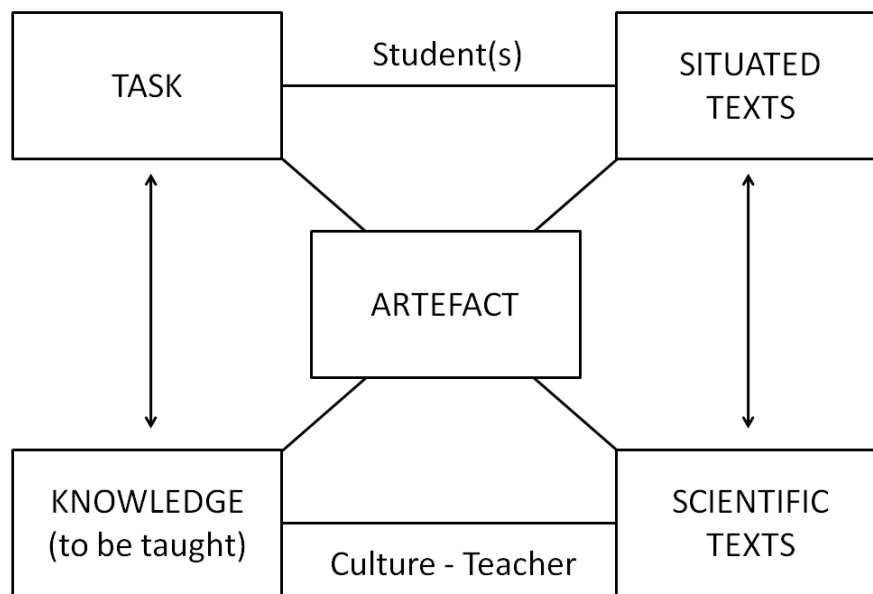 Student(s)
TASK
SITUATED
TEXTS
ARTEFACT
KNOWLEDGE
(to be taught)
SCIENTIFIC
TEXTS
Culture - Teacher